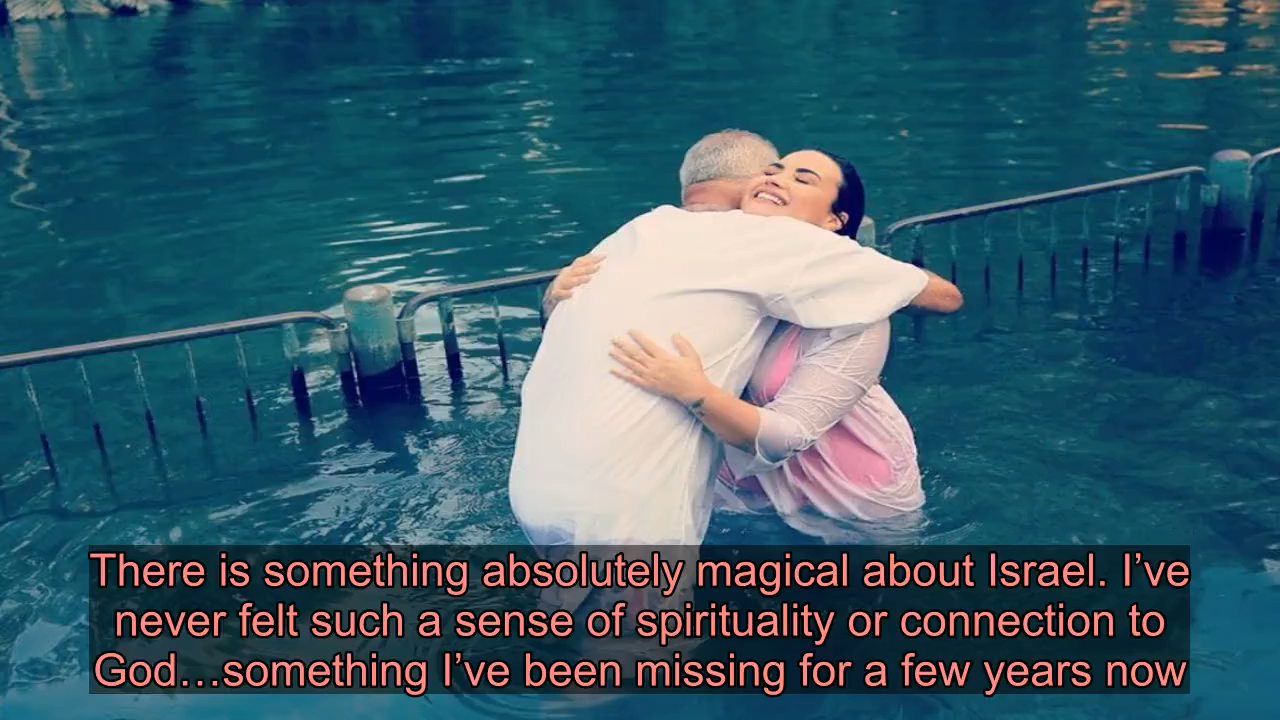 There is something absolutely magical about Israel. I’ve
never felt such a sense of spirituality or connection to
God…something I’ve been missing for a few years now